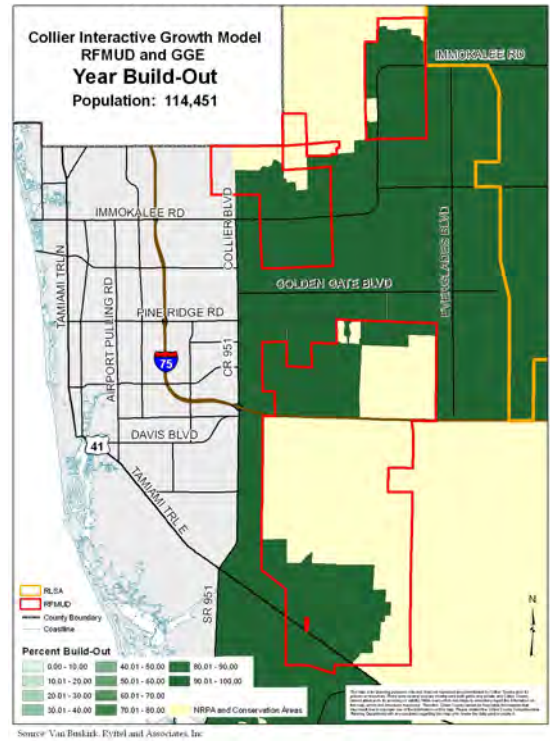 Collier Interactive Growth Model
RFMUD and GGE
Year Build-Out
Population: 114,451
IMMOKALEE RD
IMMOKALEE RD
COLLIER BLVD
EVERGLADES BLVD
TAMIAMI TRL N
AIRPORT PULLING RD
GOLDEN GATE BLVD
PINE RIDGE RD
CR 951
75
DAVIS BLVD
41
TAMIAMI TRL E
SR 951
RLSA
RFMUD
County Boundary
Coastline
N
Percent Build-Out
0.00 - 10.00
40.01 - 50.00
80.01 - 90.00
10.01 - 20.00
50.01 - 60.00
90.01 - 100.00
20.01 - 30.00
60.01 - 70.00
30.01 - 40.00
70.01 - 80.00
NRPA and Conservation Areas
Source: Van Buskirk, Ryffel and Associates, Inc